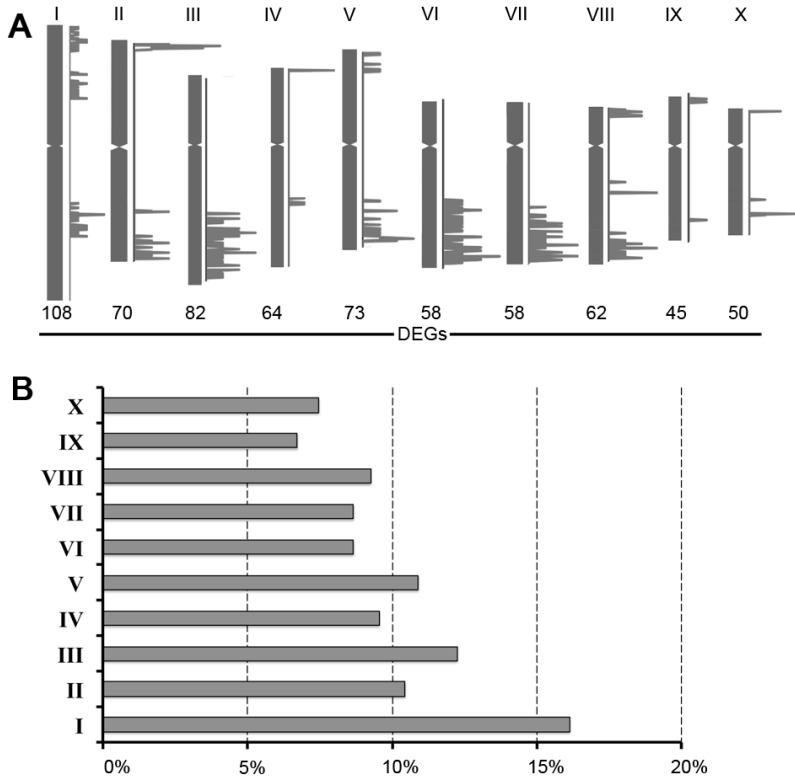 A
I II III IV V VI VII VIII IX X
108 70 82 64 73 58 58 62 45 50
DEGs
B
X
IX
VIII
VII
VI
V
IV
III
II
I
0% 5% 10% 15% 20%